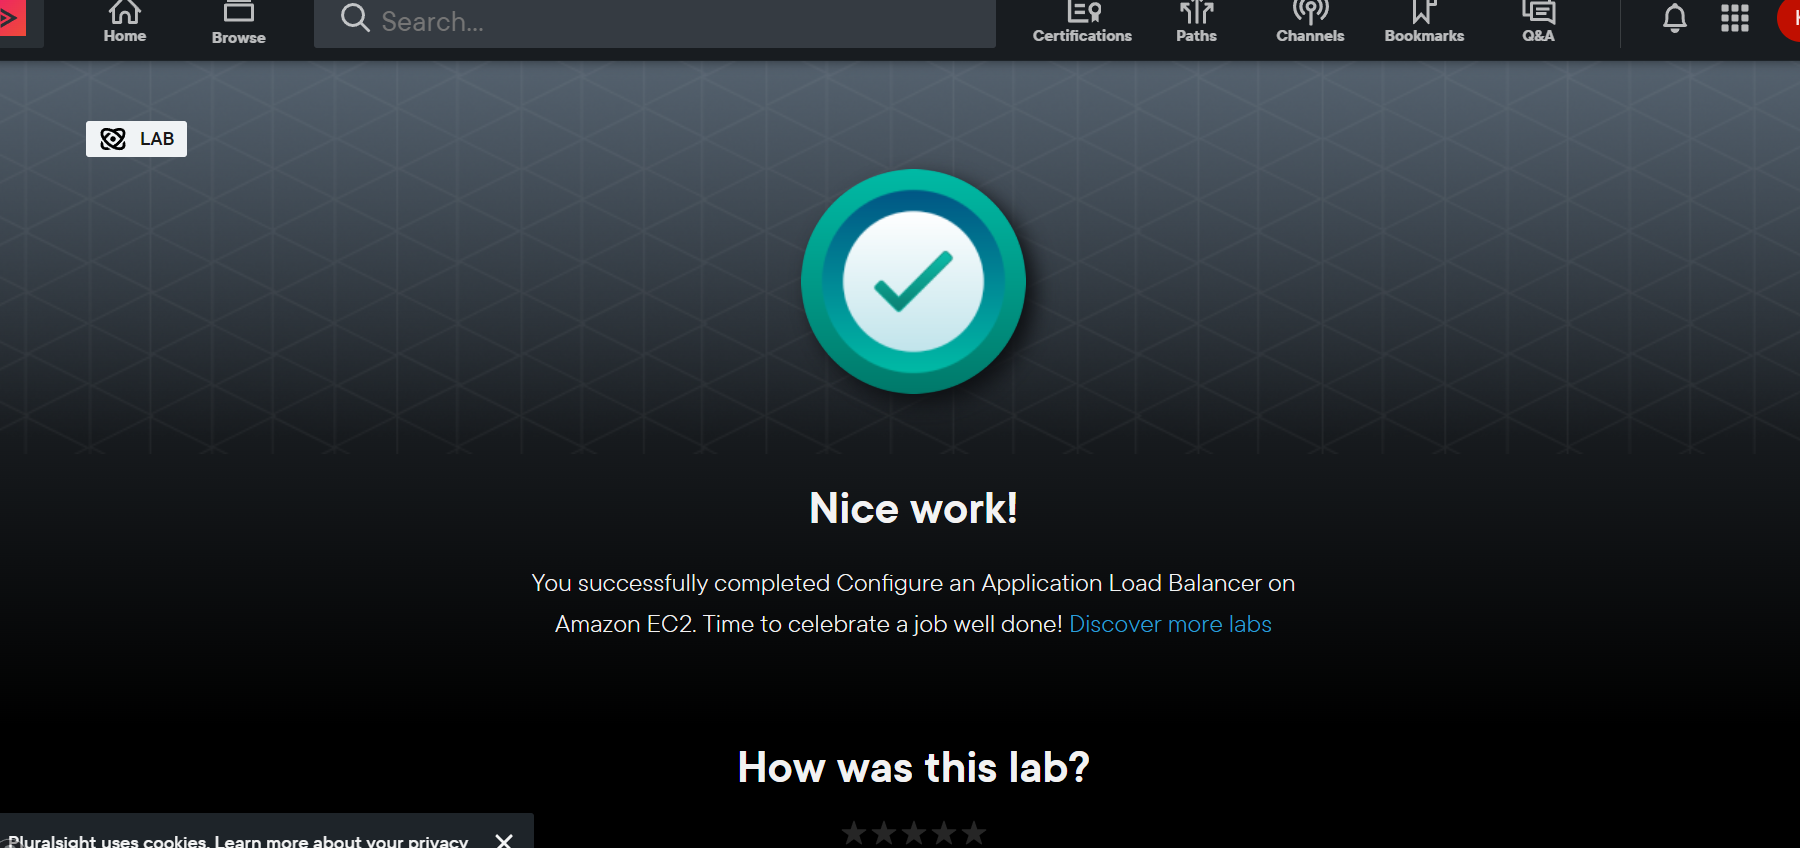 Home
Browse
Search...
Certifications
Paths
Channels
Bookmarks
Q&A
LAB
Nice work!
You successfully completed Configure an Application Load Balancer on
Amazon EC2. Time to celebrate a job well done! Discover more labs
How was this lab?
Pluralsight uses cookies. Learn more about your privacy